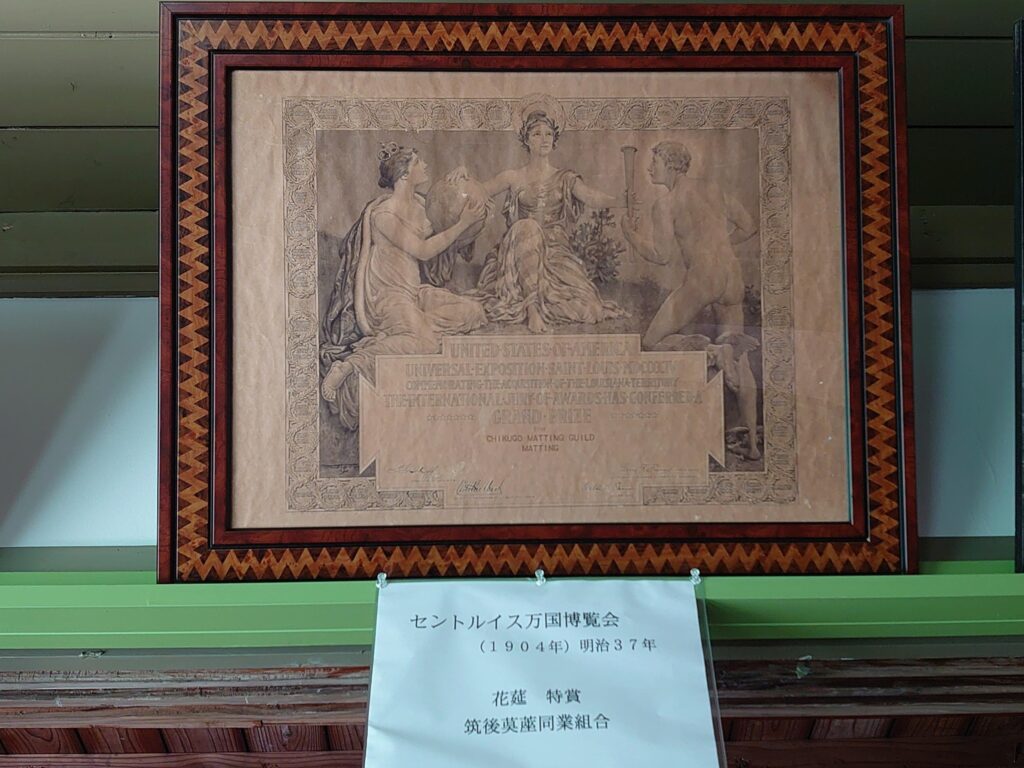 UNITED·STATES·OF·AMERICA
UNIVERSAL·EXPOSITION·SAINT·LOUIS·MDCCCCIV
COMMEMORATING·THE·ACQUISITION·OF·THE·LOUISIANA·TERRITORY
THE·INTERNATIONAL·JURY·OF·AWARDS·HAS·CONFERRED·A
GRAND·PRIZE
CHIKUGO MATTING GUILD
MATTING
セントルイス万国博覧会
（１９０４年）明治３７年
花莚　特賞
筑後茣蓙同業組合